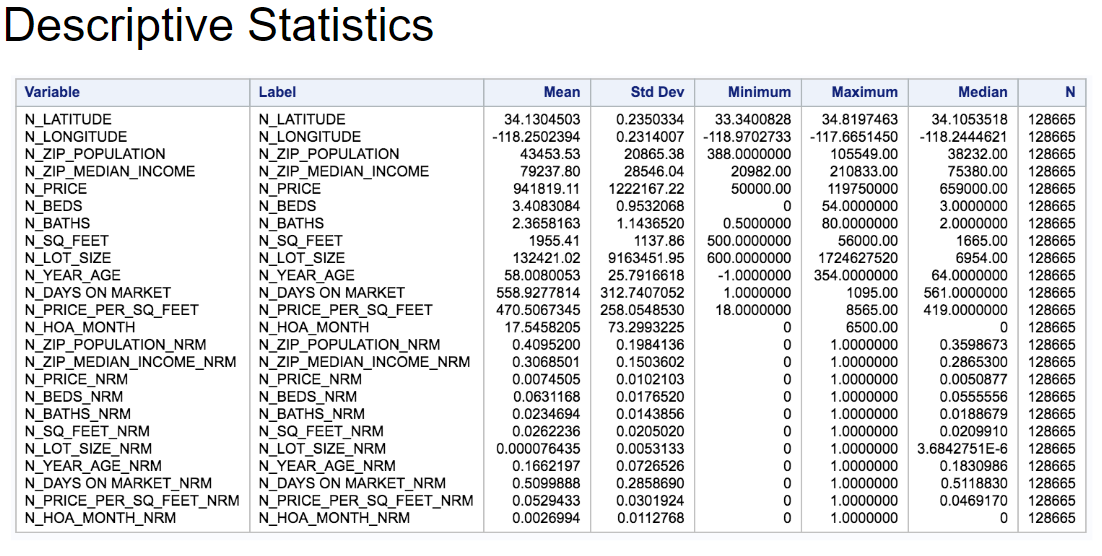 Descriptive Statistics
Variable Label Mean Std Dev Minimum Maximum Median N
N_LATITUDE N_LATITUDE 34.1304503 0.2350334 33.3400828 34.8197463 34.1053518 128665
N_LONGITUDE N_LONGITUDE -118.2502394 0.2314007 -118.9702733 -117.6651450 -118.2444621 128665
N_ZIP_POPULATION N_ZIP_POPULATION 43453.53 20865.38 388.0000000 105549.00 38232.00 128665
N_ZIP_MEDIAN_INCOME N_ZIP_MEDIAN_INCOME 79237.80 28546.04 20982.00 210833.00 75380.00 128665
N_PRICE N_PRICE 941819.11 1222167.22 50000.00 119750000 659000.00 128665
N_BEDS N_BEDS 3.4083084 0.9532068 0 54.0000000 3.0000000 128665
N_BATHS N_BATHS 2.3658163 1.1436520 0.5000000 80.0000000 2.0000000 128665
N_SQ_FEET N_SQ_FEET 1955.41 1137.86 500.0000000 56000.00 1665.00 128665
N_LOT_SIZE N_LOT_SIZE 132421.02 9163451.95 600.0000000 1724627520 6954.00 128665
N_YEAR_AGE N_YEAR_AGE 58.0080053 25.7916618 -1.0000000 354.0000000 64.0000000 128665
N_DAYS ON MARKET N_DAYS ON MARKET 558.9277814 312.7407052 1.0000000 1095.00 561.0000000 128665
N_PRICE_PER_SQ_FEET N_PRICE_PER_SQ_FEET 470.5067345 258.0548530 18.0000000 8565.00 419.0000000 128665
N_HOA_MONTH N_HOA_MONTH 17.5458205 73.2993225 0 6500.00 0 128665
N_ZIP_POPULATION_NRM N_ZIP_POPULATION_NRM 0.4095200 0.1984136 0 1.0000000 0.3598673 128665
N_ZIP_MEDIAN_INCOME_NRM N_ZIP_MEDIAN_INCOME_NRM 0.3068501 0.1503602 0 1.0000000 0.2865300 128665
N_PRICE_NRM N_PRICE_NRM 0.0074505 0.0102103 0 1.0000000 0.0050877 128665
N_BEDS_NRM N_BEDS_NRM 0.0631168 0.0176520 0 1.0000000 0.0555556 128665
N_BATHS_NRM N_BATHS_NRM 0.0234694 0.0143856 0 1.0000000 0.0188679 128665
N_SQ_FEET_NRM N_SQ_FEET_NRM 0.0262236 0.0205020 0 1.0000000 0.0209910 128665
N_LOT_SIZE_NRM N_LOT_SIZE_NRM 0.000076435 0.0053133 0 1.0000000 3.6842751E-6 128665
N_YEAR_AGE_NRM N_YEAR_AGE_NRM 0.1662197 0.0726526 0 1.0000000 0.1830986 128665
N_DAYS ON MARKET_NRM N_DAYS ON MARKET_NRM 0.5099888 0.2858690 0 1.0000000 0.5118830 128665
N_PRICE_PER_SQ_FEET_NRM N_PRICE_PER_SQ_FEET_NRM 0.0529433 0.0301924 0 1.0000000 0.0469170 128665
N_HOA_MONTH_NRM N_HOA_MONTH_NRM 0.0026994 0.0112768 0 1.0000000 0 128665